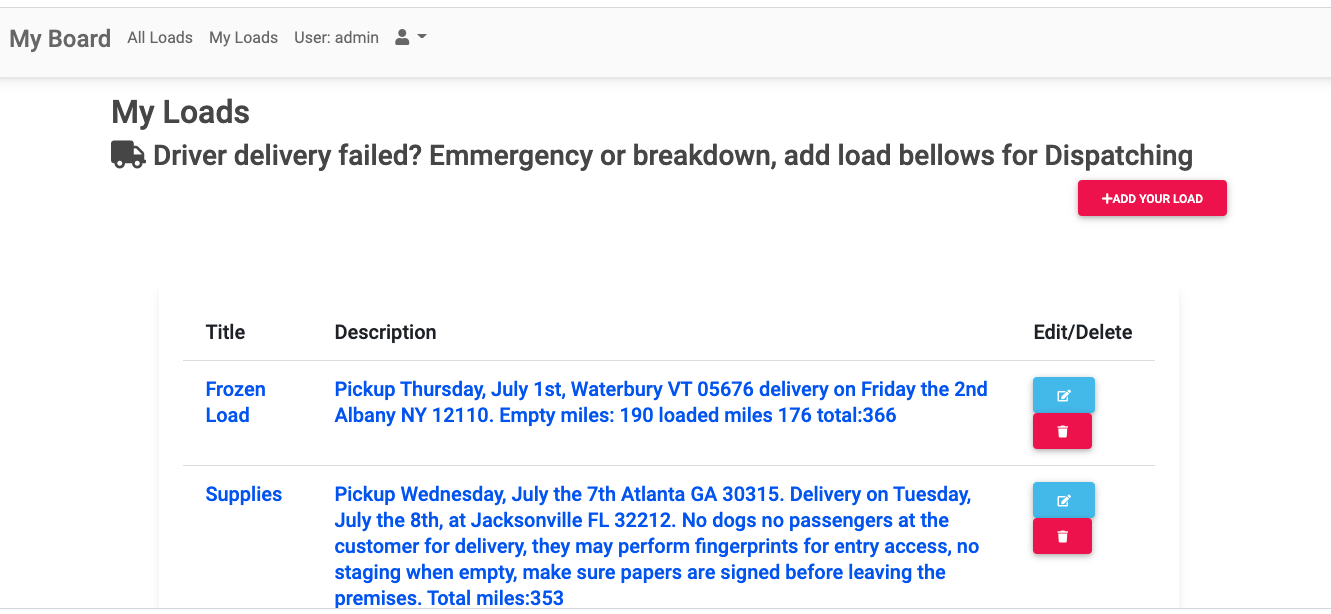 My Board All Loads My Loads User: admin
My Loads
Driver delivery failed? Emmergency or breakdown, add load bellows for Dispatching
+ADD YOUR LOAD
Title Description Edit/Delete
Frozen Load
Pickup Thursday, July 1st, Waterbury VT 05676 delivery on Friday the 2nd
Albany NY 12110. Empty miles: 190 loaded miles 176 total:366
Supplies
Pickup Wednesday, July the 7th Atlanta GA 30315. Delivery on Tuesday,
July the 8th, at Jacksonville FL 32212. No dogs no passengers at the
customer for delivery, they may perform fingerprints for entry access, no
staging when empty, make sure papers are signed before leaving the
premises. Total miles:353